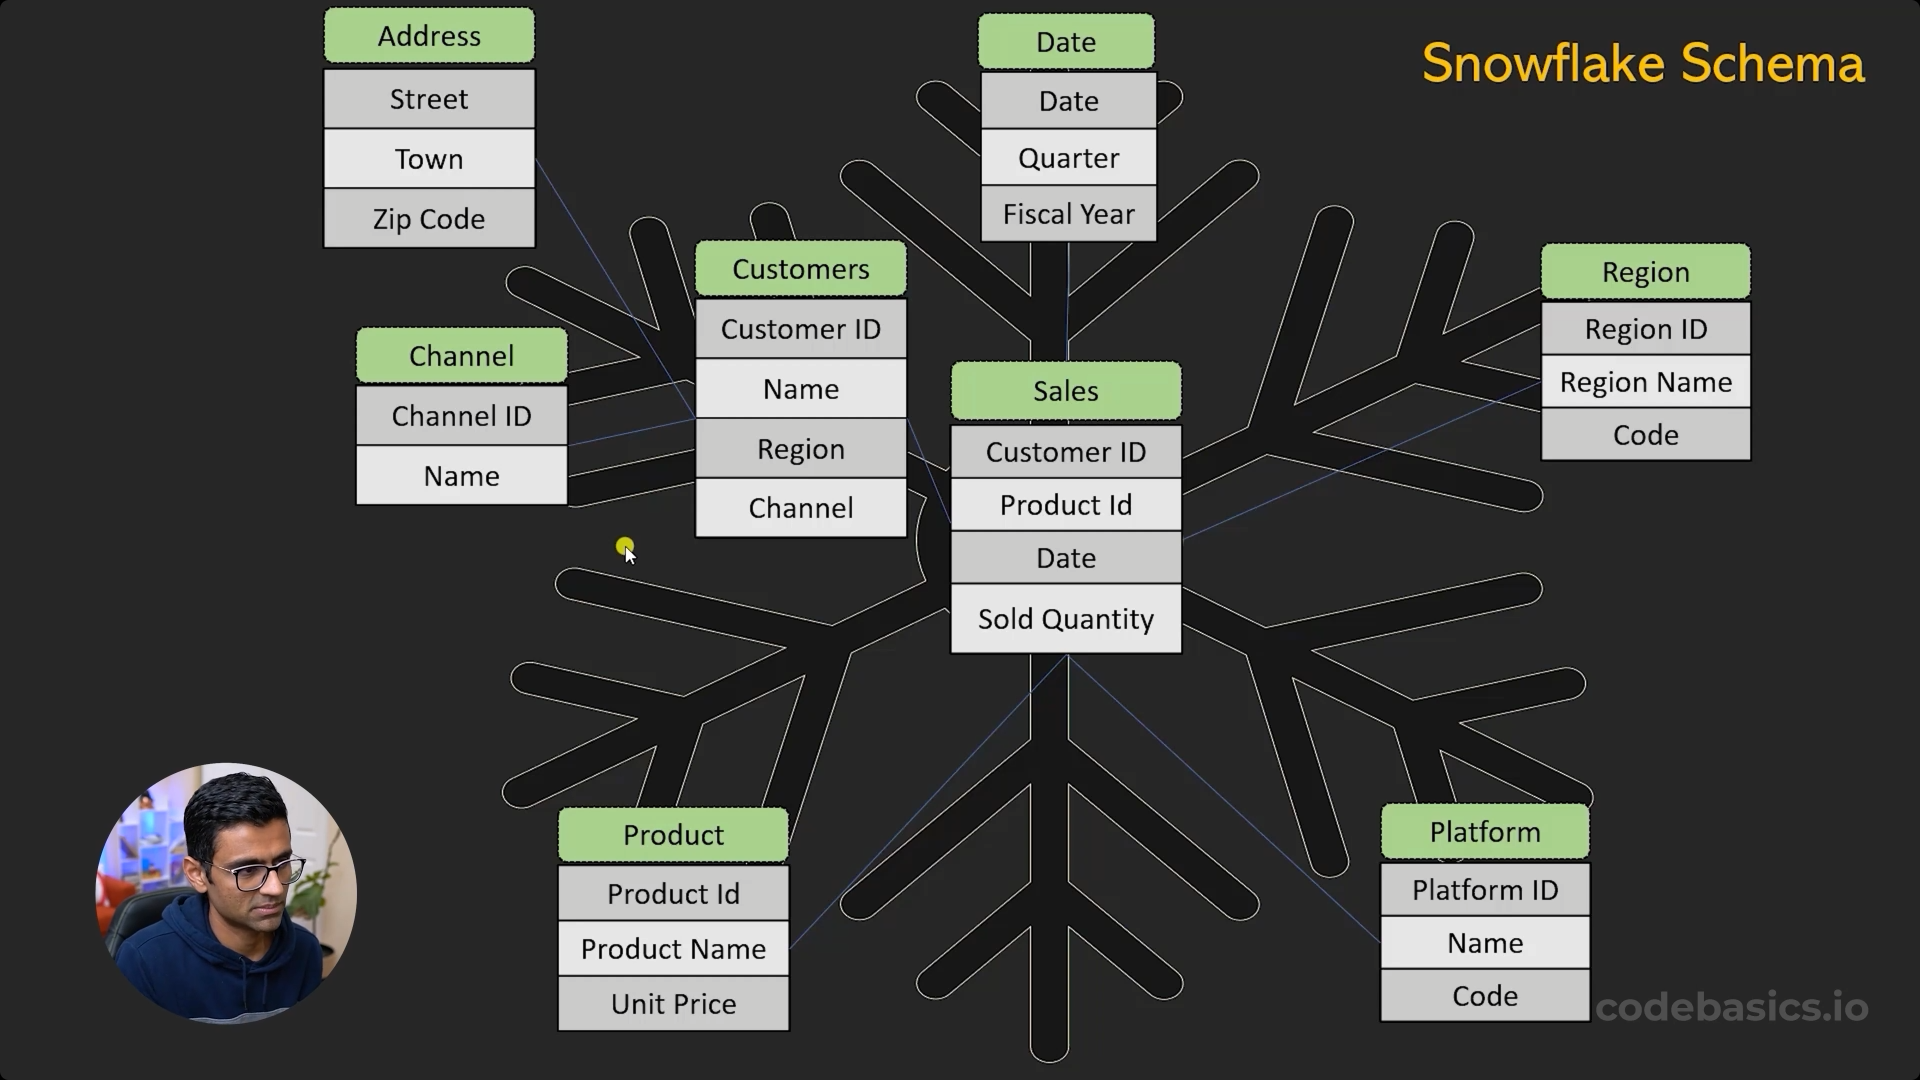 Snowflake Schema
Address
Street
Town
Zip Code
Date
Date
Quarter
Fiscal Year
Customers
Customer ID
Name
Region
Channel
Region
Region ID
Region Name
Code
Channel
Channel ID
Name
Sales
Customer ID
Product Id
Date
Sold Quantity
Product
Product Id
Product Name
Unit Price
Platform
Platform ID
Name
Code
codebasics.io